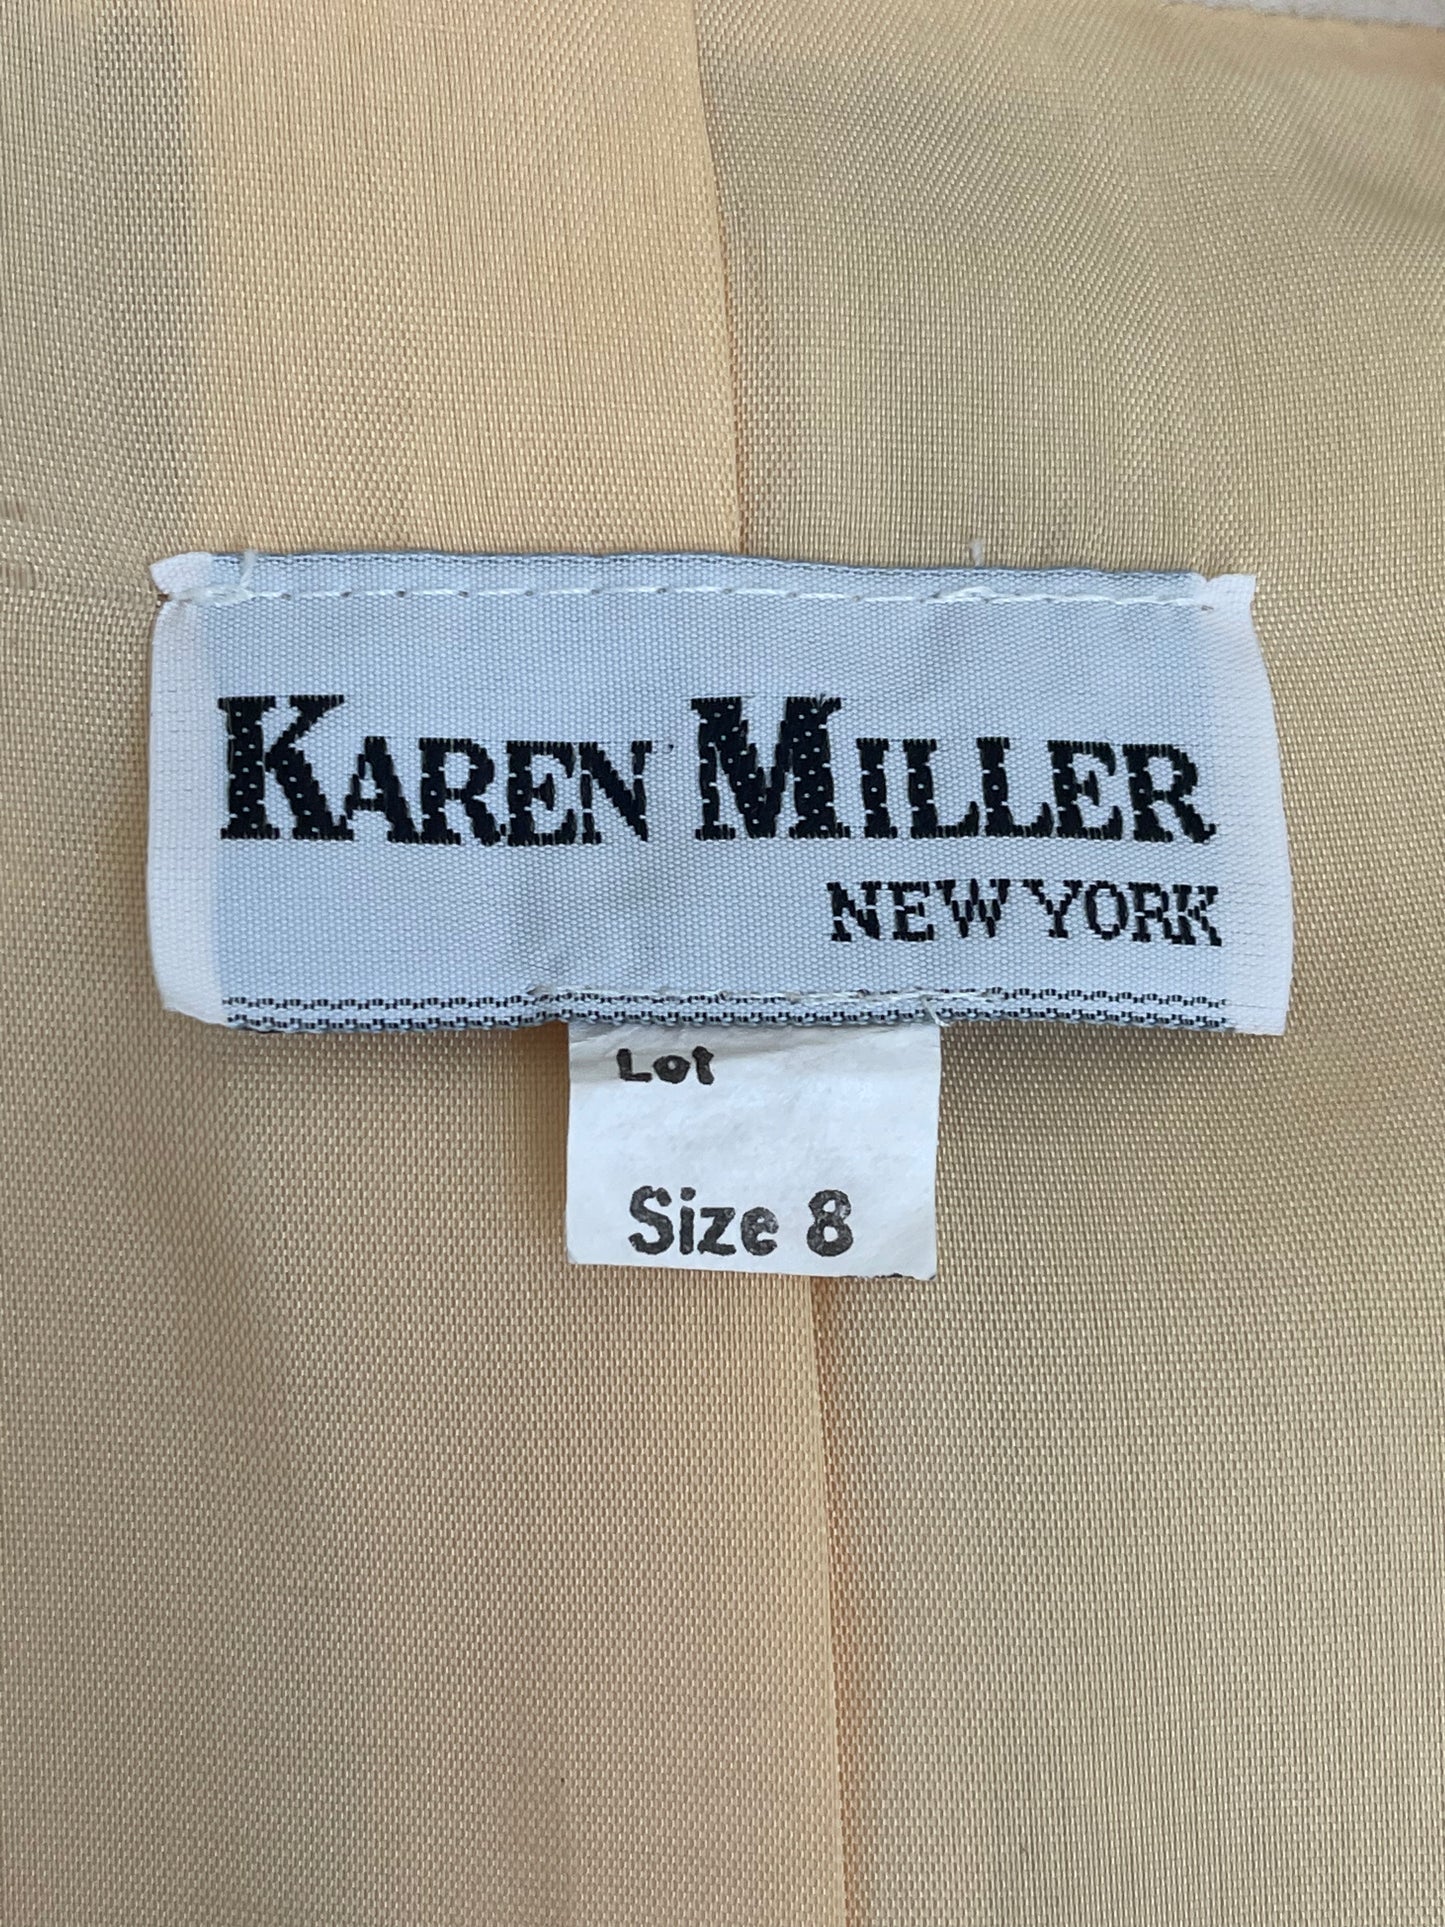 KAREN MILLER
NEW YORK
Lot
Size 8